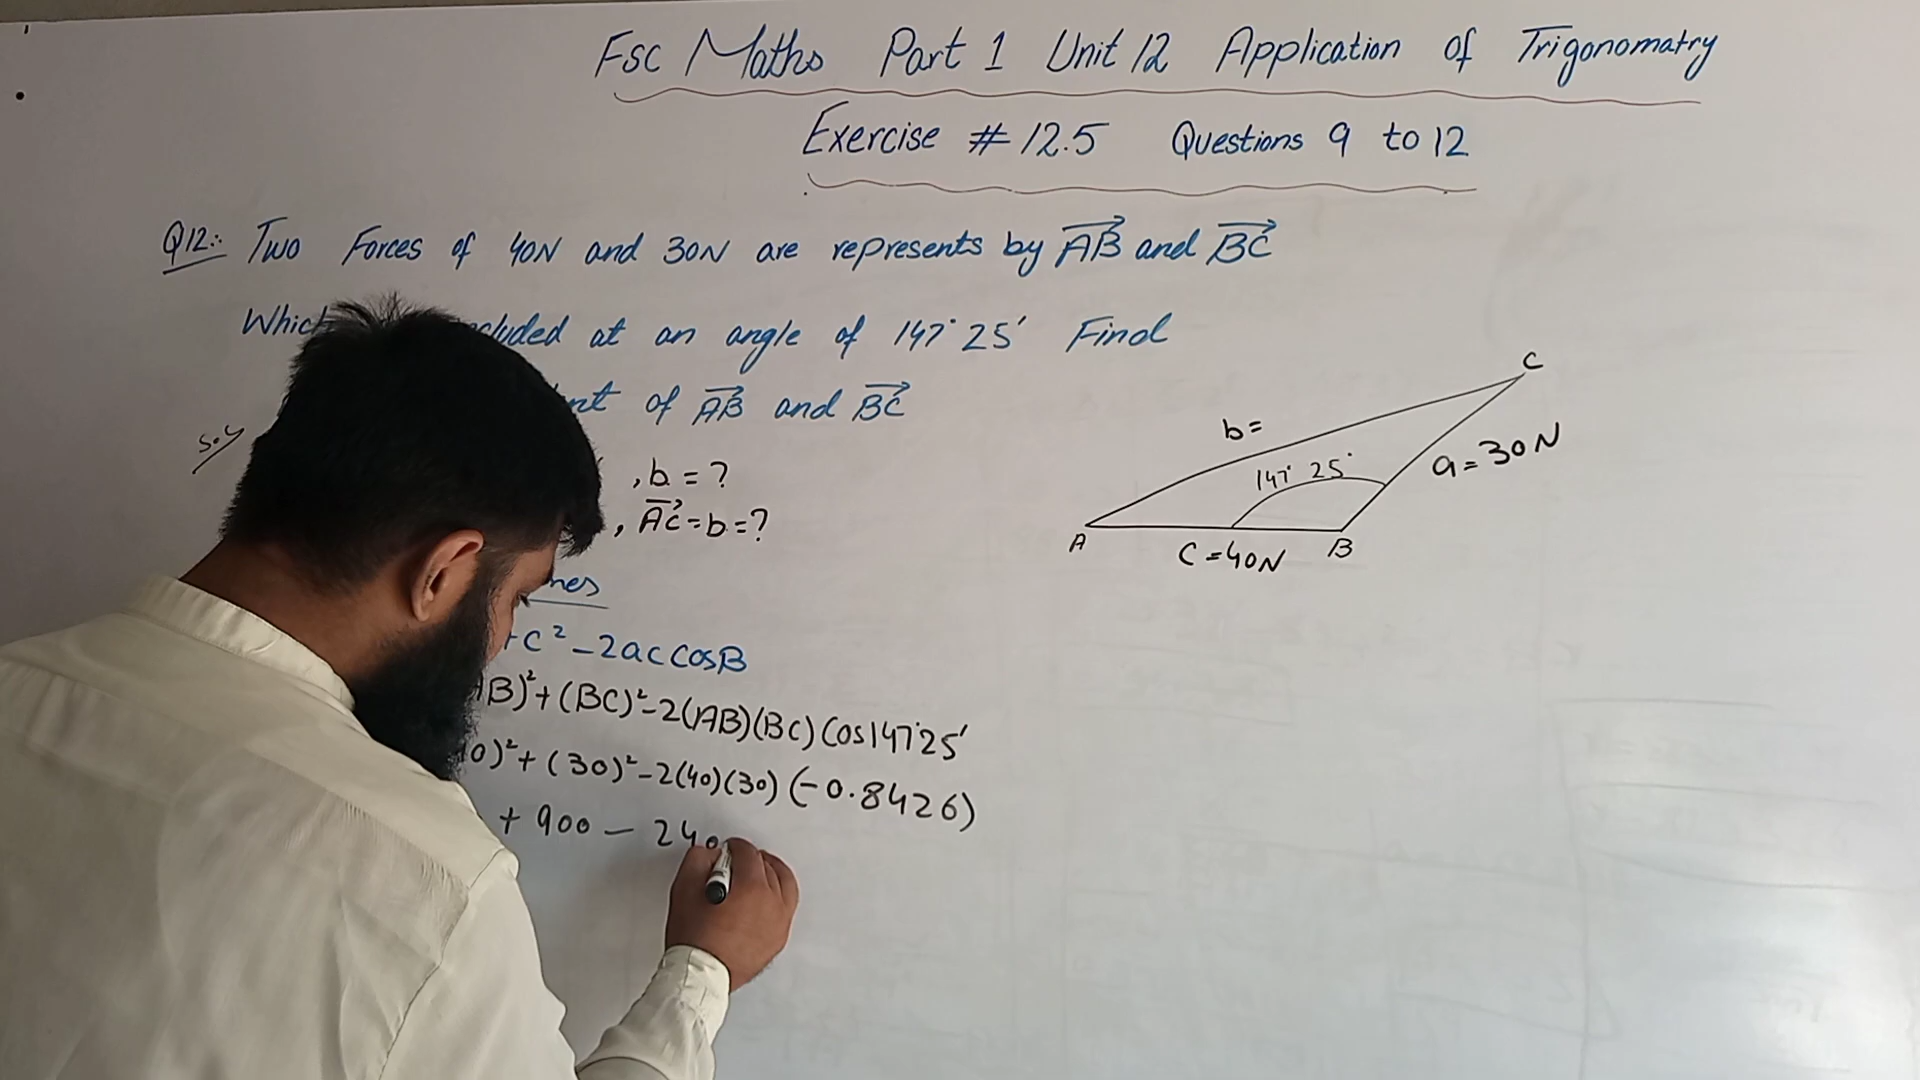 Fsc Maths Part 1 Unit 12 Application of Trigonomatry
Exercise # 12.5 Questions 9 to 12
Q12:. Two Forces of 40N and 30N are represents by AB and BC
Which cluded at an angle of 147° 25′ Find
nt of AB and BC
Sol
, b = ?
, AC = b = ?
nes
+ c² - 2ac cosB
AB)² + (BC)² - 2(AB)(BC) Cos147°25′
0)² + (30)² - 2(40)(30) (-0.8426)
+ 900 - 240
C
b=
a = 30N
147° 25°
A
C = 40N
B